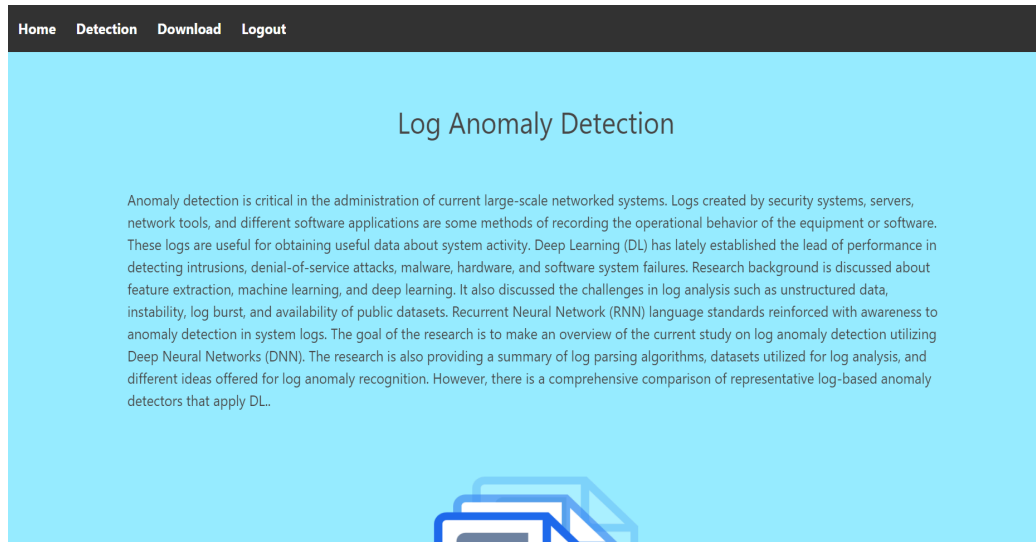 Home Detection Download Logout
Log Anomaly Detection
Anomaly detection is critical in the administration of current large-scale networked systems. Logs created by security systems, servers,
network tools, and different software applications are some methods of recording the operational behavior of the equipment or software.
These logs are useful for obtaining useful data about system activity. Deep Learning (DL) has lately established the lead of performance in
detecting intrusions, denial-of-service attacks, malware, hardware, and software system failures. Research background is discussed about
feature extraction, machine learning, and deep learning. It also discussed the challenges in log analysis such as unstructured data,
instability, log burst, and availability of public datasets. Recurrent Neural Network (RNN) language standards reinforced with awareness to
anomaly detection in system logs. The goal of the research is to make an overview of the current study on log anomaly detection utilizing
Deep Neural Networks (DNN). The research is also providing a summary of log parsing algorithms, datasets utilized for log analysis, and
different ideas offered for log anomaly recognition. However, there is a comprehensive comparison of representative log-based anomaly
detectors that apply DL..